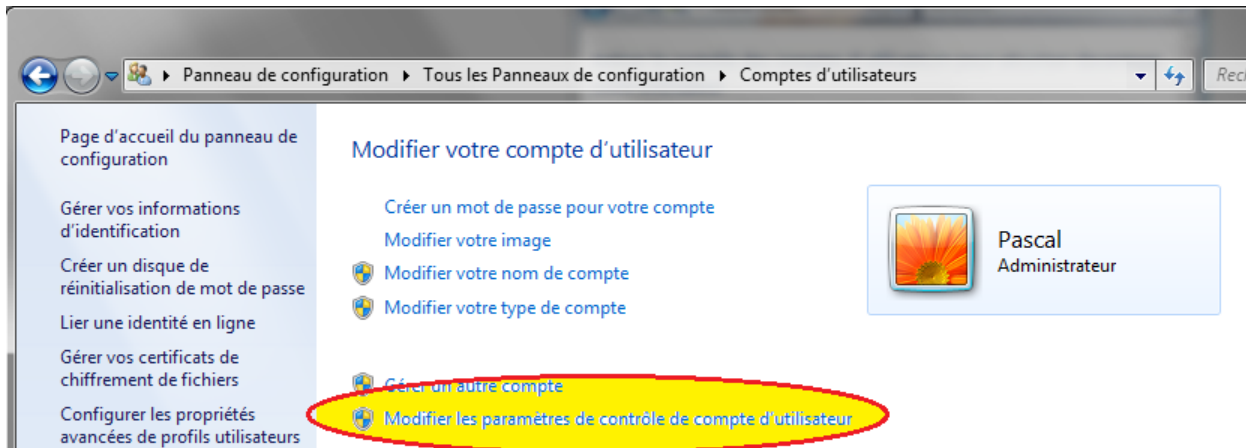 Panneau de configuration ▸ Tous les Panneaux de configuration ▸ Comptes d'utilisateurs
Page d'accueil du panneau de
configuration
Gérer vos informations
d'identification
Créer un disque de
réinitialisation de mot de passe
Lier une identité en ligne
Gérer vos certificats de
chiffrement de fichiers
Configurer les propriétés
avancées de profils utilisateurs
Modifier votre compte d'utilisateur
Créer un mot de passe pour votre compte
Modifier votre image
Modifier votre nom de compte
Modifier votre type de compte
Gérer un autre compte
Modifier les paramètres de contrôle de compte d'utilisateur
Pascal
Administrateur